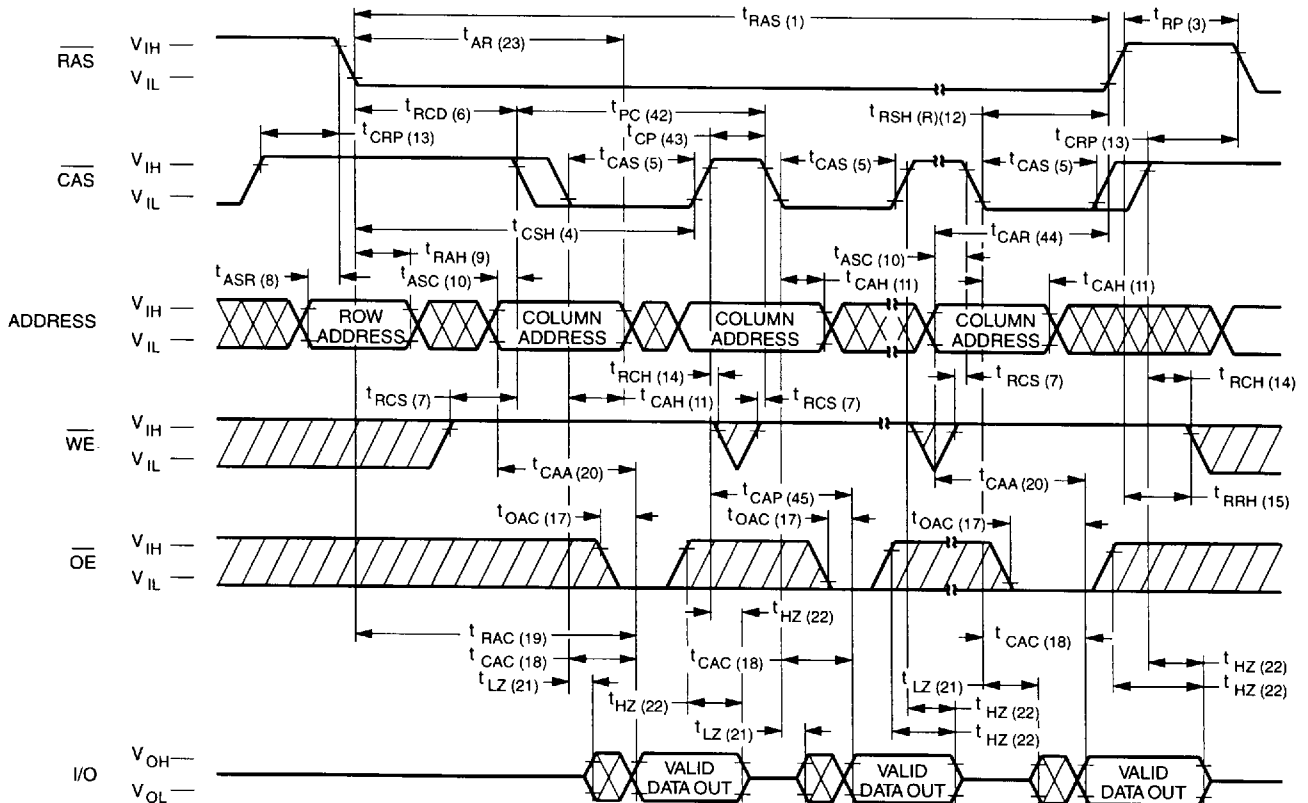 t RAS (1)
t RP (3)
t AR (23)
RAS
V IH
V IL
t RCD (6)
t PC (42)
t RSH (R)(12)
t CRP (13)
t CP (43)
t CRP (13)
CAS
V IH
V IL
t CAS (5)
t CAS (5)
t CAS (5)
t CSH (4)
t CAR (44)
t RAH (9)
t ASR (8)
t ASC (10)
t ASC (10)
t CAH (11)
t CAH (11)
ADDRESS
V IH
V IL
ROW ADDRESS
COLUMN ADDRESS
COLUMN ADDRESS
COLUMN ADDRESS
t RCH (14)
t RCS (7)
t RCH (14)
t RCS (7)
t CAH (11)
t RCS (7)
WE
V IH
V IL
t CAA (20)
t CAP (45)
t CAA (20)
t RRH (15)
t OAC (17)
t OAC (17)
t OAC (17)
OE
V IH
V IL
t HZ (22)
t RAC (19)
t CAC (18)
t CAC (18)
t CAC (18)
t LZ (21)
t HZ (22)
t LZ (21)
t HZ (22)
t HZ (22)
t LZ (21)
t HZ (22)
t HZ (22)
I/O
V OH
V OL
VALID DATA OUT
VALID DATA OUT
VALID DATA OUT